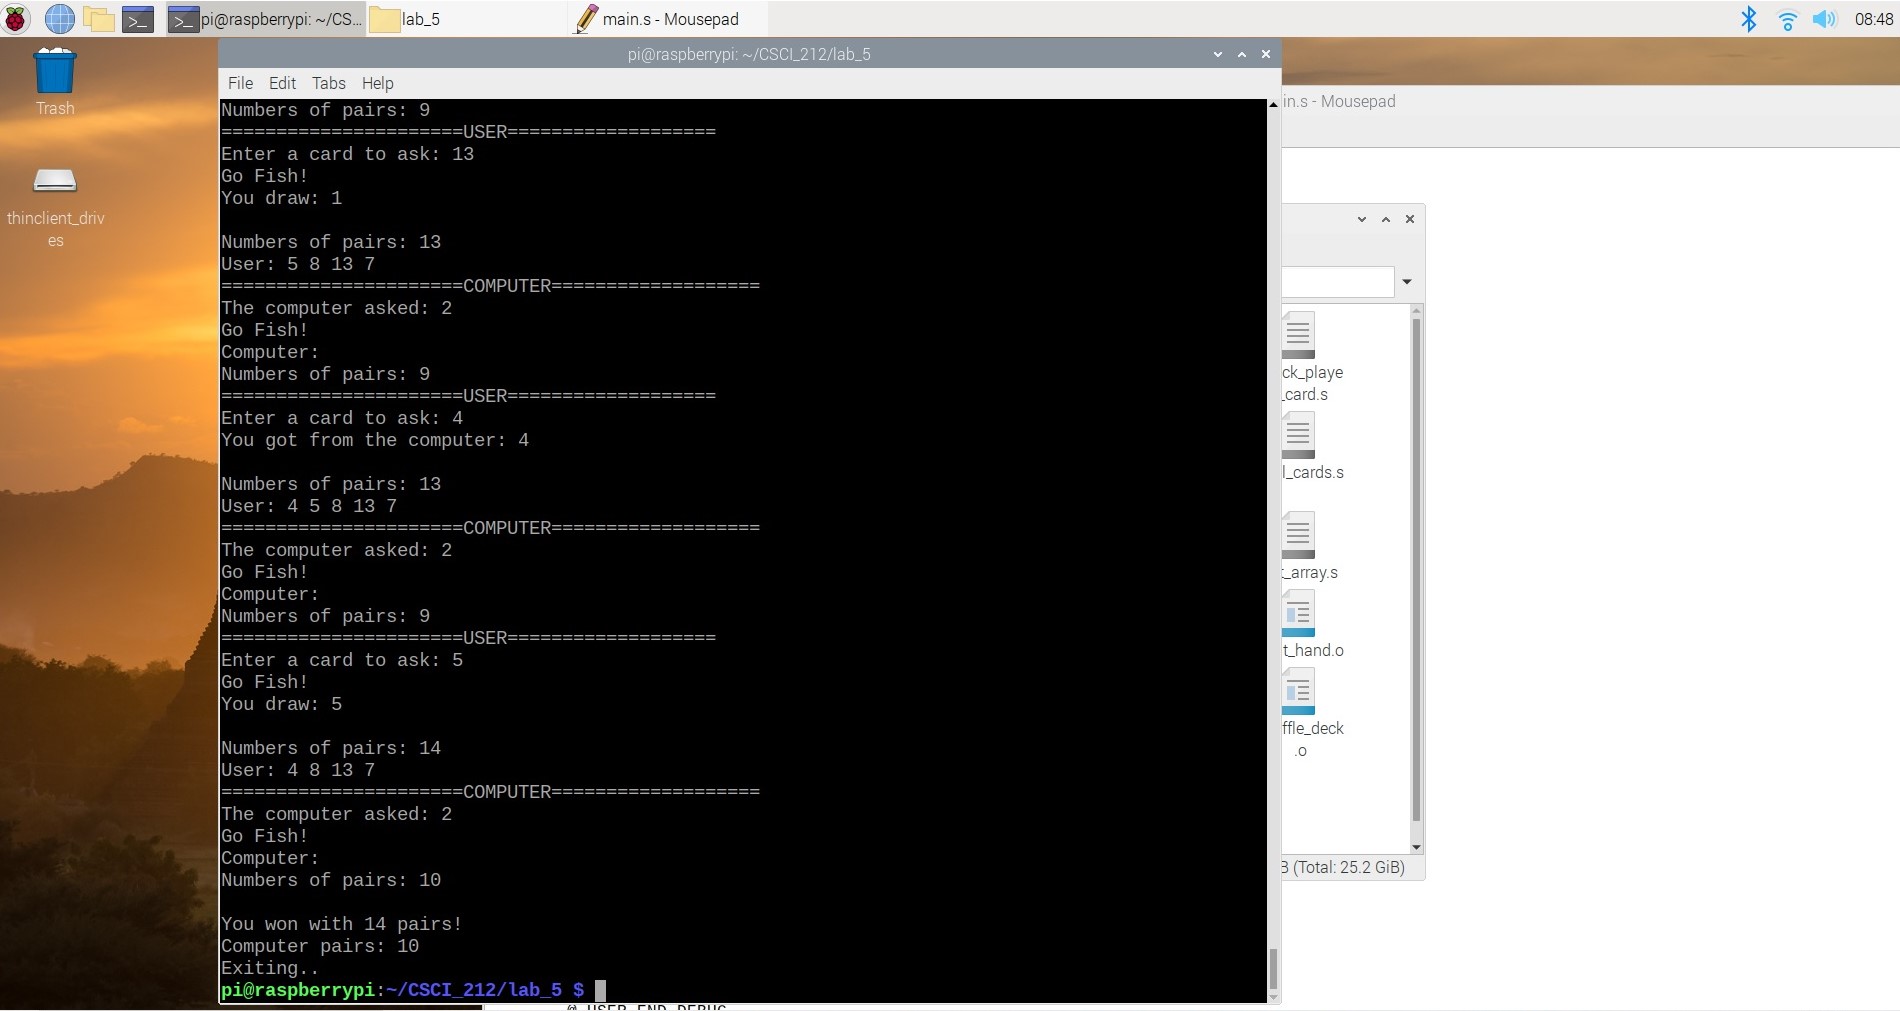 pi@raspberrypi: ~/CS...
lab_5
main.s - Mousepad
08:48
Trash
thinclient_driv
es
pi@raspberrypi: ~/CSCI_212/lab_5
File Edit Tabs Help
Numbers of pairs: 9
======================USER===================
Enter a card to ask: 13
Go Fish!
You draw: 1
Numbers of pairs: 13
User: 5 8 13 7
======================COMPUTER===================
The computer asked: 2
Go Fish!
Computer:
Numbers of pairs: 9
======================USER===================
Enter a card to ask: 4
You got from the computer: 4
Numbers of pairs: 13
User: 4 5 8 13 7
======================COMPUTER===================
The computer asked: 2
Go Fish!
Computer:
Numbers of pairs: 9
======================USER===================
Enter a card to ask: 5
Go Fish!
You draw: 5
Numbers of pairs: 14
User: 4 8 13 7
======================COMPUTER===================
The computer asked: 2
Go Fish!
Computer:
Numbers of pairs: 10
You won with 14 pairs!
Computer pairs: 10
Exiting..
pi@raspberrypi:~/CSCI_212/lab_5 $
in.s - Mousepad
ck_playe
_card.s
l_cards.s
t_array.s
t_hand.o
ffle_deck
.o
B (Total: 25.2 GiB)
@ USER END DEBUG